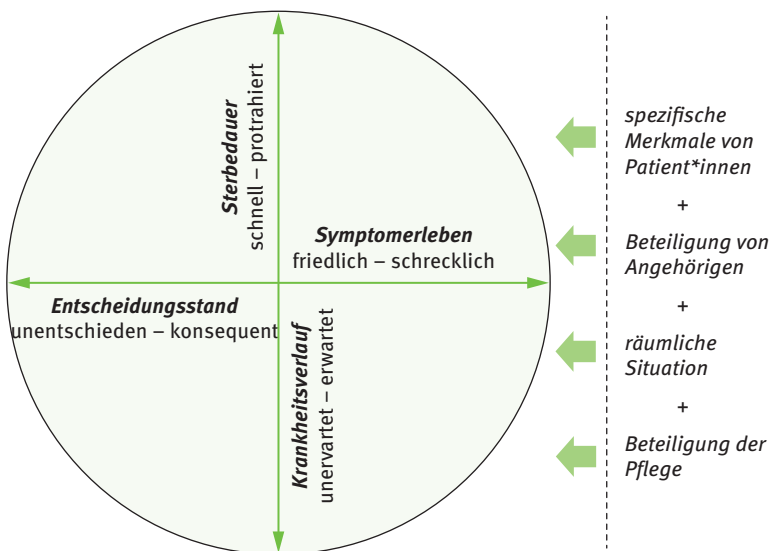 Sterbedauer
schnell – protrahiert
Symptomerleben
friedlich – schrecklich
Entscheidungsstand
unentschieden – konsequent
Krankheitsverlauf
unervartet – erwartet
spezifische
Merkmale von
Patient*innen
+
Beteiligung von
Angehörigen
+
räumliche
Situation
+
Beteiligung der
Pflege